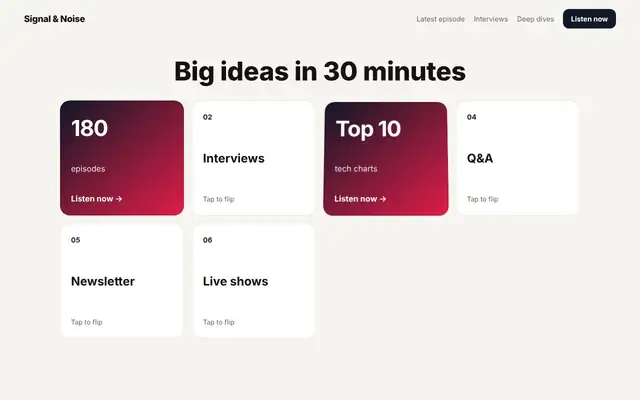 Signal & Noise
Latest episode Interviews Deep dives Listen now
Big ideas in 30 minutes
180
episodes
Listen now →
02
Interviews
Tap to flip
Top 10
tech charts
Listen now →
04
Q&A
Tap to flip
05
Newsletter
Tap to flip
06
Live shows
Tap to flip